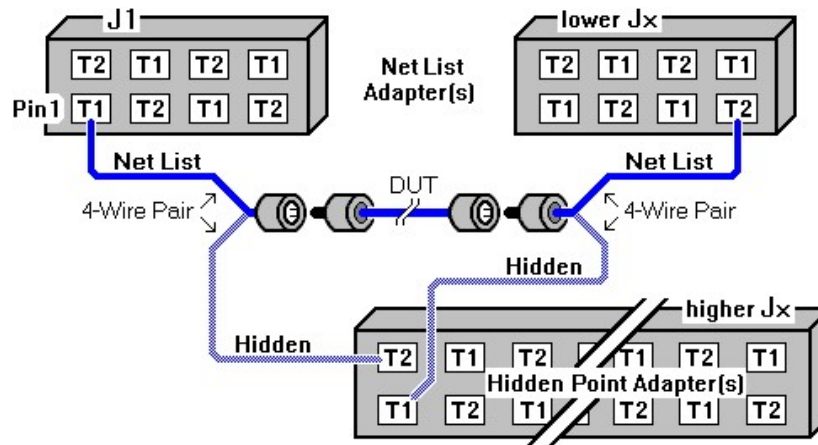 J1
lower Jx
T2 T1 T2 T1
Net List
Adapter(s)
T2 T1 T2 T1
Pin1 T1 T2 T1 T2
T1 T2 T1 T2
Net List
Net List
4-Wire Pair
DUT
4-Wire Pair
Hidden
higher Jx
Hidden
T2 T1 T2 T1 T2 T1
Hidden Point Adapter(s)
T1 T2 T1 T2 T1 T2